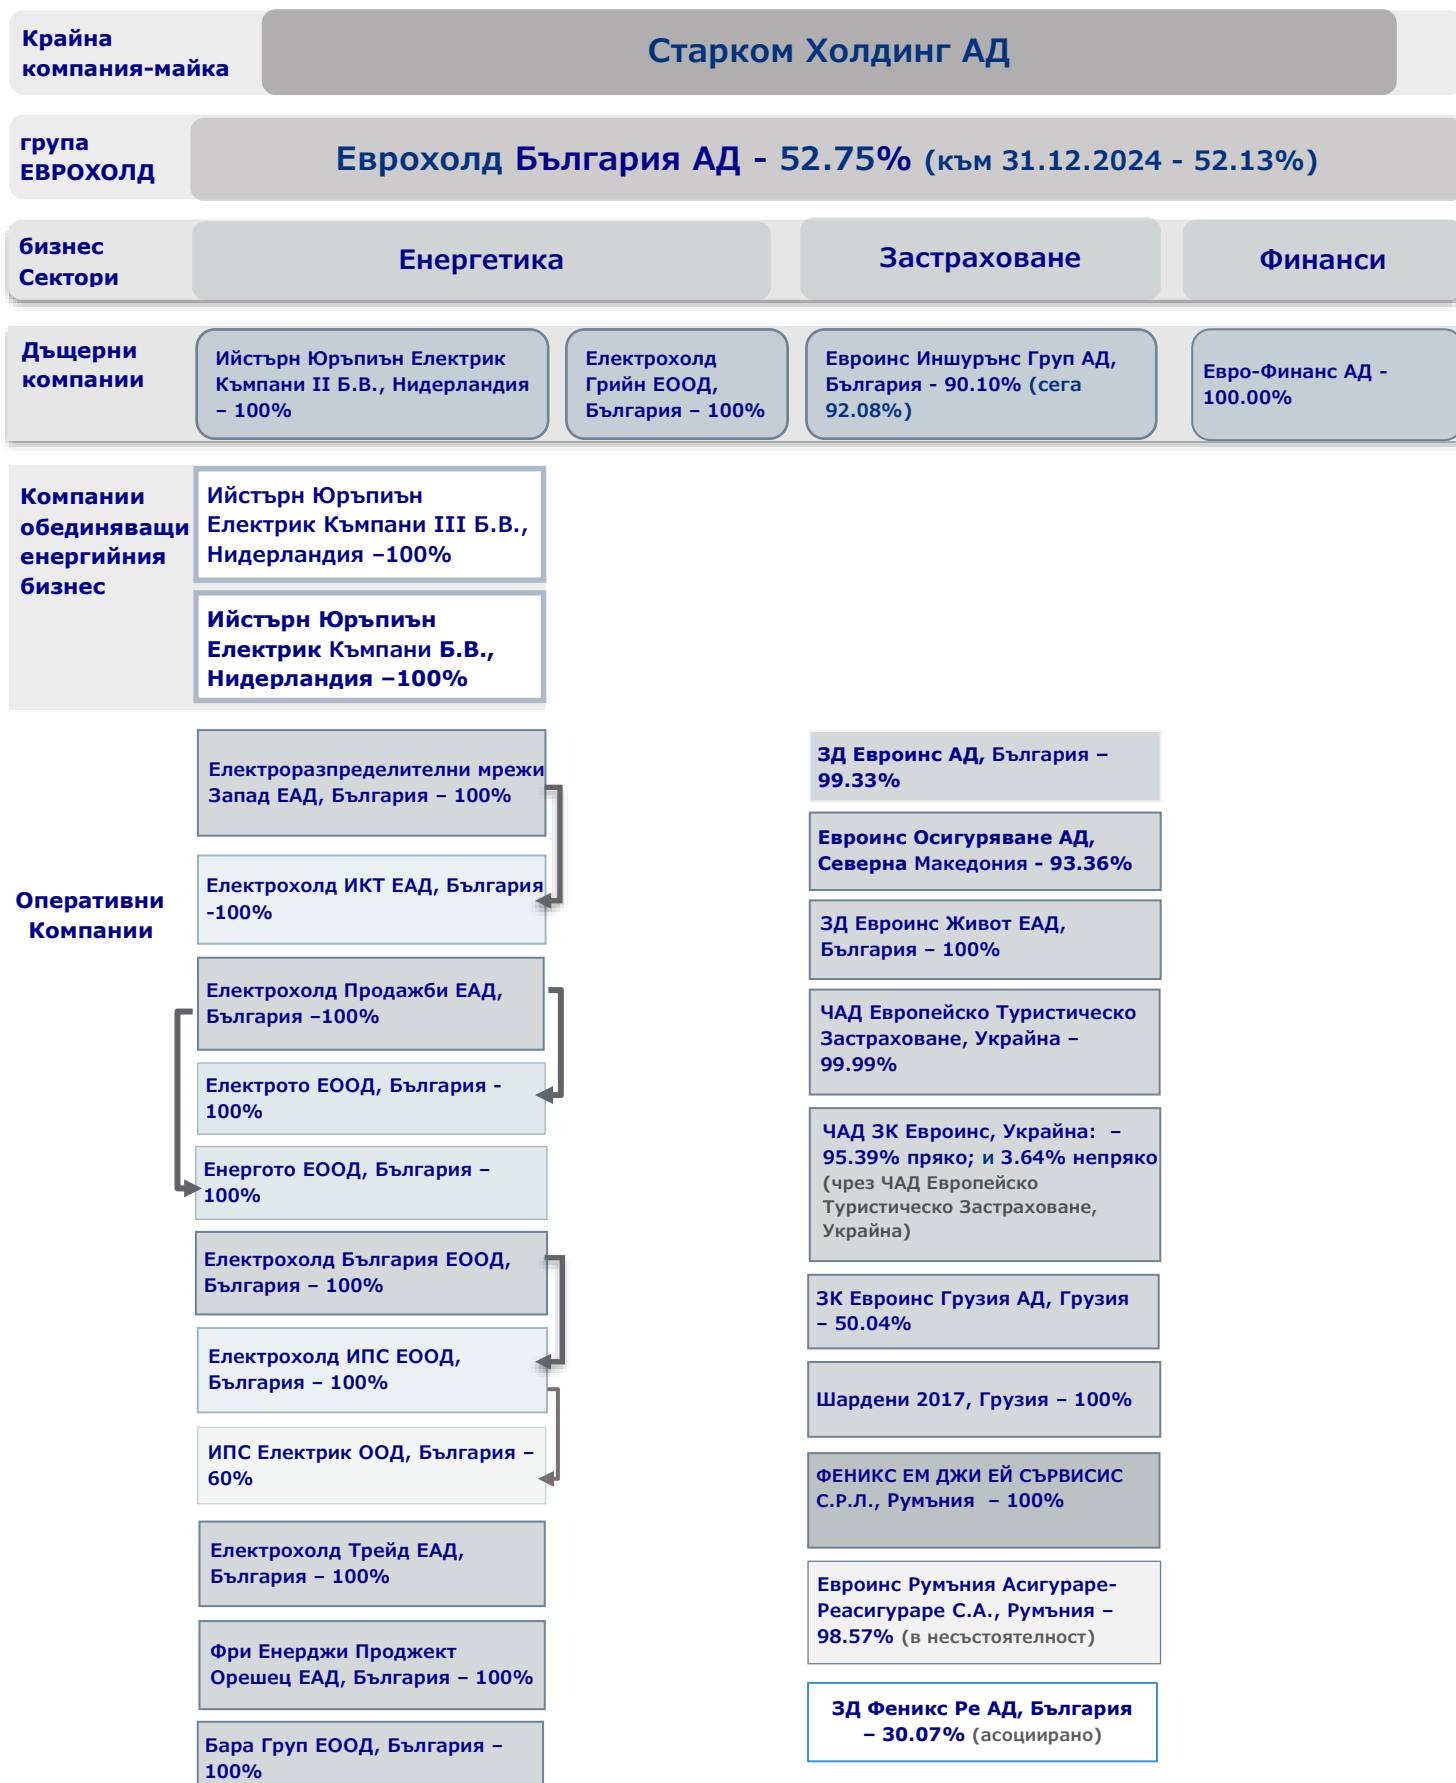 Крайна
компания-майка
Старком Холдинг АД
група
ЕВРОХОЛД
Еврохолд България АД - 52.75% (към 31.12.2024 - 52.13%)
бизнес
Сектори
Енергетика
Застраховане
Финанси
Дъщерни
компании
Ийстърн Юръпиън Електрик
Къмпани II Б.В., Нидерландия
– 100%
Електрохолд
Грийн ЕООД,
България – 100%
Евроинс Иншурънс Груп АД,
България - 90.10% (сега
92.08%)
Евро-Финанс АД -
100.00%
Компании
обединяващи
енергийния
бизнес
Ийстърн Юръпиън
Електрик Къмпани III Б.В.,
Нидерландия –100%
Ийстърн Юръпиън
Електрик Къмпани Б.В.,
Нидерландия –100%
Оперативни
Компании
Електроразпределителни мрежи
Запад ЕАД, България – 100%
Електрохолд ИКТ ЕАД, България
-100%
Електрохолд Продажби ЕАД,
България –100%
Електрото ЕООД, България -
100%
Енергото ЕООД, България –
100%
Електрохолд България ЕООД,
България – 100%
Електрохолд ИПС ЕООД,
България – 100%
ИПС Електрик ООД, България –
60%
Електрохолд Трейд ЕАД,
България – 100%
Фри Енерджи Проджект
Орешец ЕАД, България – 100%
Бара Груп ЕООД, България –
100%
ЗД Евроинс АД, България –
99.33%
Евроинс Осигуряване АД,
Северна Македония - 93.36%
ЗД Евроинс Живот ЕАД,
България – 100%
ЧАД Европейско Туристическо
Застраховане, Украйна –
99.99%
ЧАД ЗК Евроинс, Украйна: –
95.39% пряко; и 3.64% непряко
(чрез ЧАД Европейско
Туристическо Застраховане,
Украйна)
ЗК Евроинс Грузия АД, Грузия
– 50.04%
Шардени 2017, Грузия – 100%
ФЕНИКС ЕМ ДЖИ ЕЙ СЪРВИСИС
С.Р.Л., Румъния – 100%
Евроинс Румъния Асигураре-
Реасигураре С.А., Румъния –
98.57% (в несъстоятелност)
ЗД Феникс Ре АД, България
– 30.07% (асоциирано)